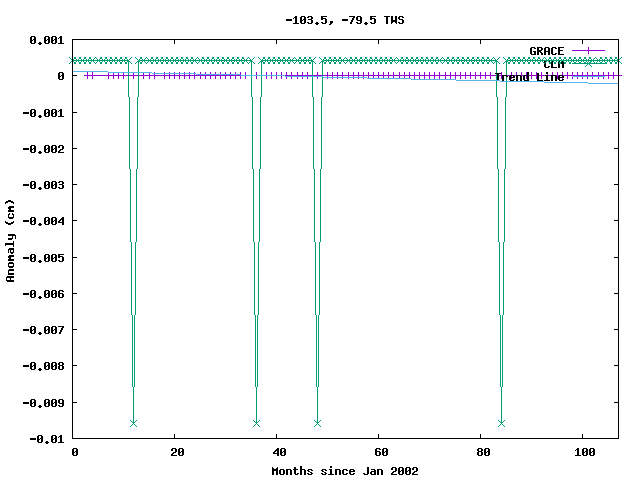 -103.5, -79.5 TWS
GRACE
CLM
Trend Line
0.001
0
-0.001
-0.002
-0.003
-0.004
-0.005
-0.006
-0.007
-0.008
-0.009
-0.01
Anomaly (cm)
0 20 40 60 80 100
Months since Jan 2002